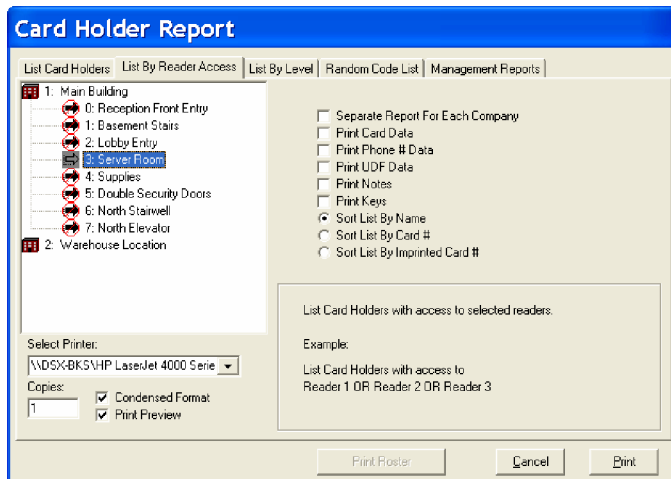 Card Holder Report
List Card Holders
List By Reader Access
List By Level
Random Code List
Management Reports
1: Main Building
0: Reception Front Entry
1: Basement Stairs
2: Lobby Entry
3: Server Room
4: Supplies
5: Double Security Doors
6: North Stairwell
7: North Elevator
2: Warehouse Location
Separate Report For Each Company
Print Card Data
Print Phone # Data
Print UDF Data
Print Notes
Print Keys
Sort List By Name
Sort List By Card #
Sort List By Imprinted Card #
List Card Holders with access to selected readers.
Example:
List Card Holders with access to
Reader 1 OR Reader 2 OR Reader 3
Select Printer:
\\DSX-BKS\HP LaserJet 4000 Serie
Copies:
1
Condensed Format
Print Preview
Print Roster
Cancel
Print